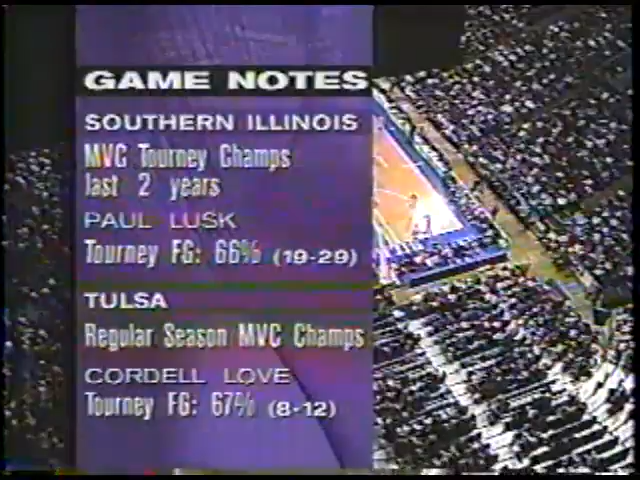 GAME NOTES
SOUTHERN ILLINOIS
MVC Tourney Champs
last 2 years
PAUL LUSK
Tourney FG: 66% (19-29)
TULSA
Regular Season MVC Champs
CORDELL LOVE
Tourney FG: 67% (8-12)